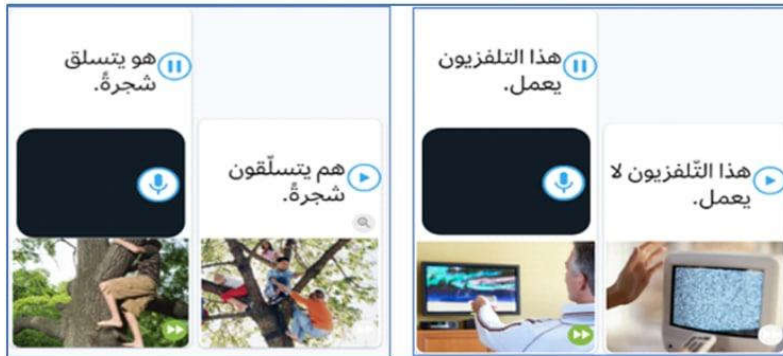 هو يتسلق
شجرةً.
هم يتسلّقون
شجرةً.
هذا التلفزيون
يعمل.
هذا التّلفزيون لا
يعمل.